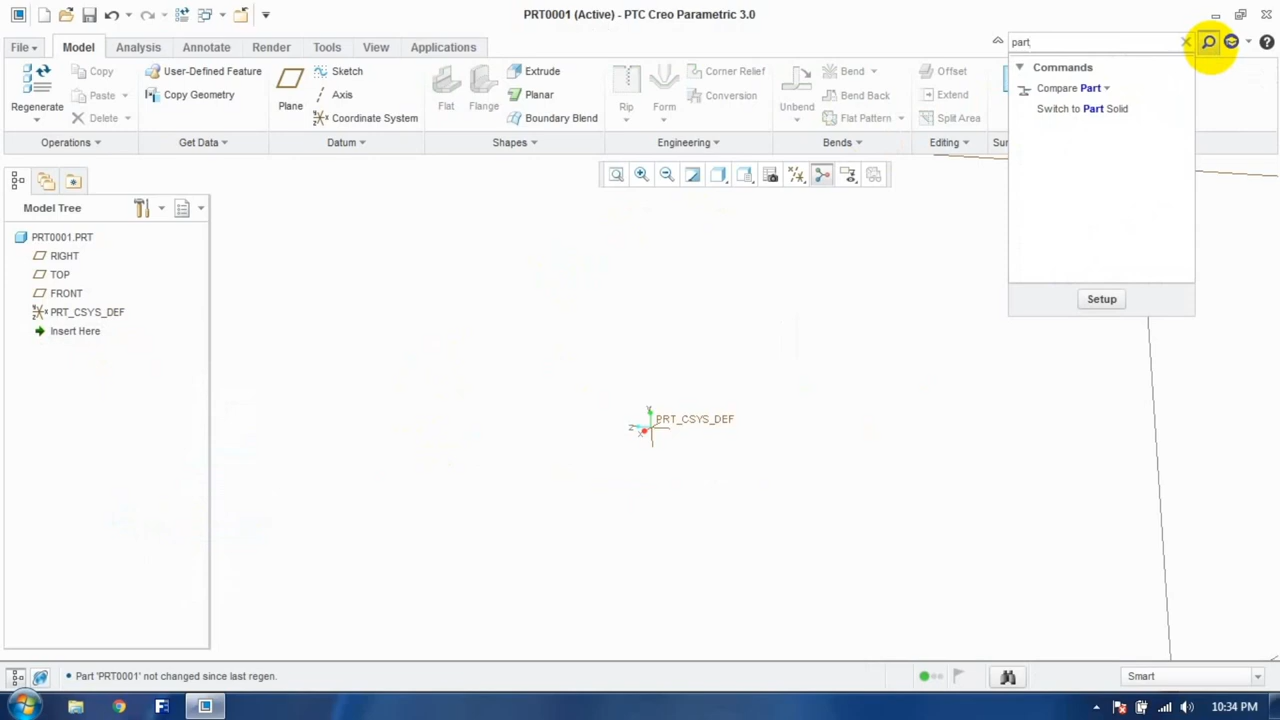 PRT0001 (Active) - PTC Creo Parametric 3.0
File Model Analysis Annotate Render Tools View Applications
part
Commands
Compare Part
Switch to Part Solid
Setup
Regenerate
Copy
Paste
Delete
Operations
User-Defined Feature
Copy Geometry
Get Data
Plane
Sketch
Axis
Coordinate System
Datum
Flat
Flange
Extrude
Planar
Boundary Blend
Shapes
Rip
Form
Corner Relief
Conversion
Engineering
Unbend
Bend
Bend Back
Flat Pattern
Bends
Offset
Extend
Split Area
Editing
Model Tree
PRT0001.PRT
RIGHT
TOP
FRONT
PRT_CSYS_DEF
Insert Here
Y
PRT_CSYS_DEF
Z
X
Part 'PRT0001' not changed since last regen.
Smart
10:34 PM